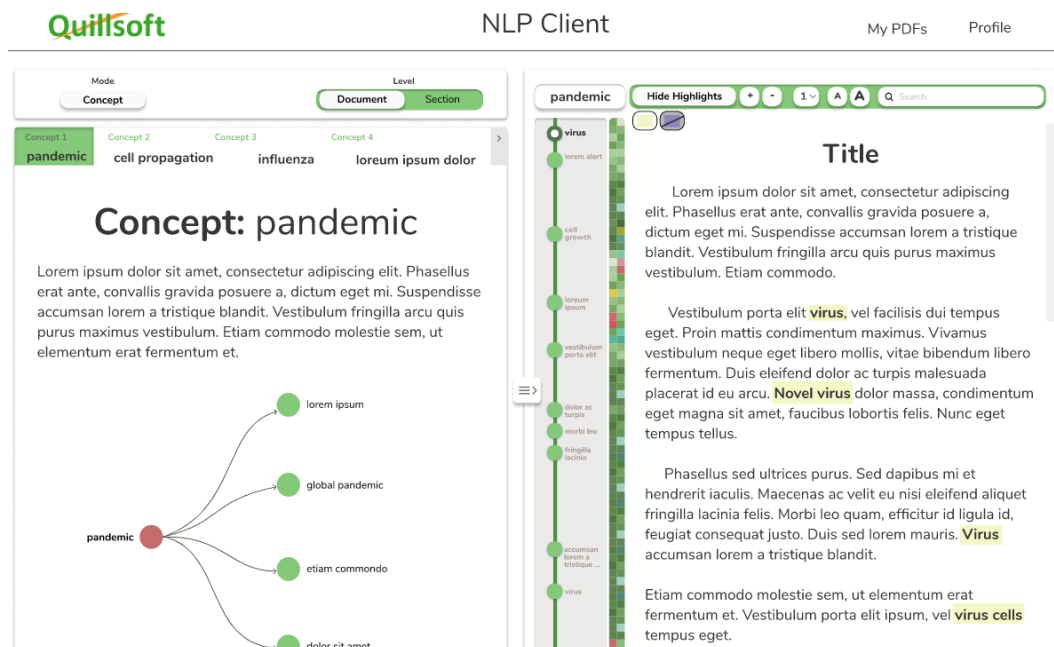 Quillsoft
NLP Client
My PDFs
Profile
Mode
Concept
Level
Document
Section
Concept 1
pandemic
Concept 2
cell propagation
Concept 3
influenza
Concept 4
loreum ipsum dolor
>
Concept: pandemic
Lorem ipsum dolor sit amet, consectetur adipiscing elit. Phasellus
erat ante, convallis gravida posuere a, dictum eget mi. Suspendisse
accumsan lorem a tristique blandit. Vestibulum fringilla arcu quis
purus maximus vestibulum. Etiam commodo molestie sem, ut
elementum erat fermentum et.
lorem ipsum
global pandemic
pandemic
etiam commondo
dolor sit amet
pandemic
virus
lorem alort
cell
growth
loreum
ipsum
vestibulum
porta elit
dolor ac
turpis
morbi leo
fringilla
lacinia
accumsan
lorem a
tristique ...
virus
Hide Highlights
+
-
1
A
A
Search
Title
Lorem ipsum dolor sit amet, consectetur adipiscing
elit. Phasellus erat ante, convallis gravida posuere a,
dictum eget mi. Suspendisse accumsan lorem a tristique
blandit. Vestibulum fringilla arcu quis purus maximus
vestibulum. Etiam commodo.
Vestibulum porta elit virus, vel facilisis dui tempus
eget. Proin mattis condimentum maximus. Vivamus
vestibulum neque eget libero mollis, vitae bibendum libero
fermentum. Duis eleifend dolor ac turpis malesuada
placerat id eu arcu. Novel virus dolor massa, condimentum
eget magna sit amet, faucibus lobortis felis. Nunc eget
tempus tellus.
Phasellus sed ultrices purus. Sed dapibus mi et
hendrerit iaculis. Maecenas ac velit eu nisi eleifend aliquet
fringilla lacinia felis. Morbi leo quam, efficitur id ligula id,
feugiat consequat justo. Duis sed lorem mauris. Virus
accumsan lorem a tristique blandit.
Etiam commodo molestie sem, ut elementum erat
fermentum et. Vestibulum porta elit ipsum, vel virus cells
tempus eget.